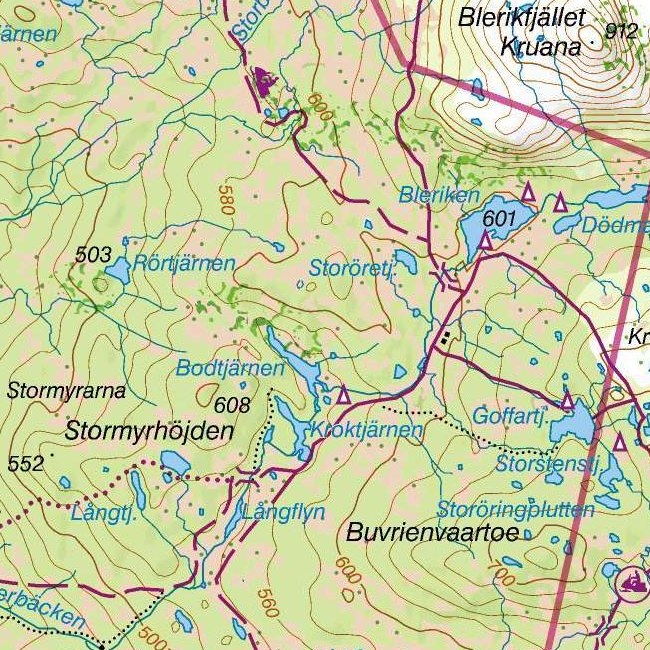 Blerikfjället
Kruana
912
600
Bleriken
601
580
503
Rörtjärnen
Storöretj.
Bodtjärnen
Stormyrarna
608
Stormyrhöjden
Kroktjärnen
Goffartj.
552
Storstenstj.
Långtj.
Långflyn
Storöringplutten
Buvrienvaartoe
600
700
560
500